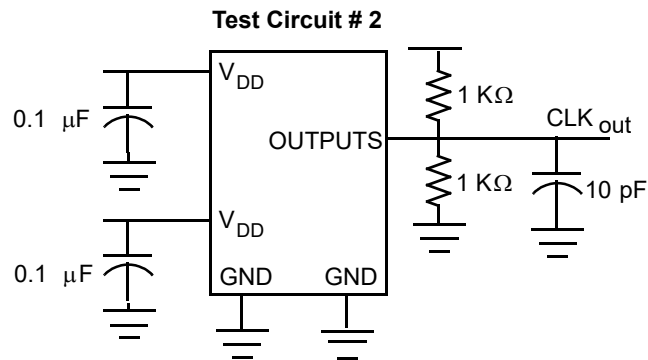 Test Circuit # 2
VDD
0.1 μF
1 KΩ
CLKout
OUTPUTS
1 KΩ
10 pF
VDD
0.1 μF
GND GND